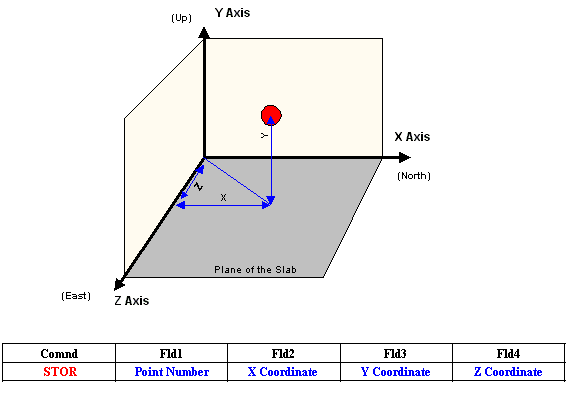 (Up)
Y Axis
Y
X Axis
(North)
Z
X
Plane of the Slab
(East)
Z Axis
Comnd Fld1 Fld2 Fld3 Fld4
STOR Point Number X Coordinate Y Coordinate Z Coordinate